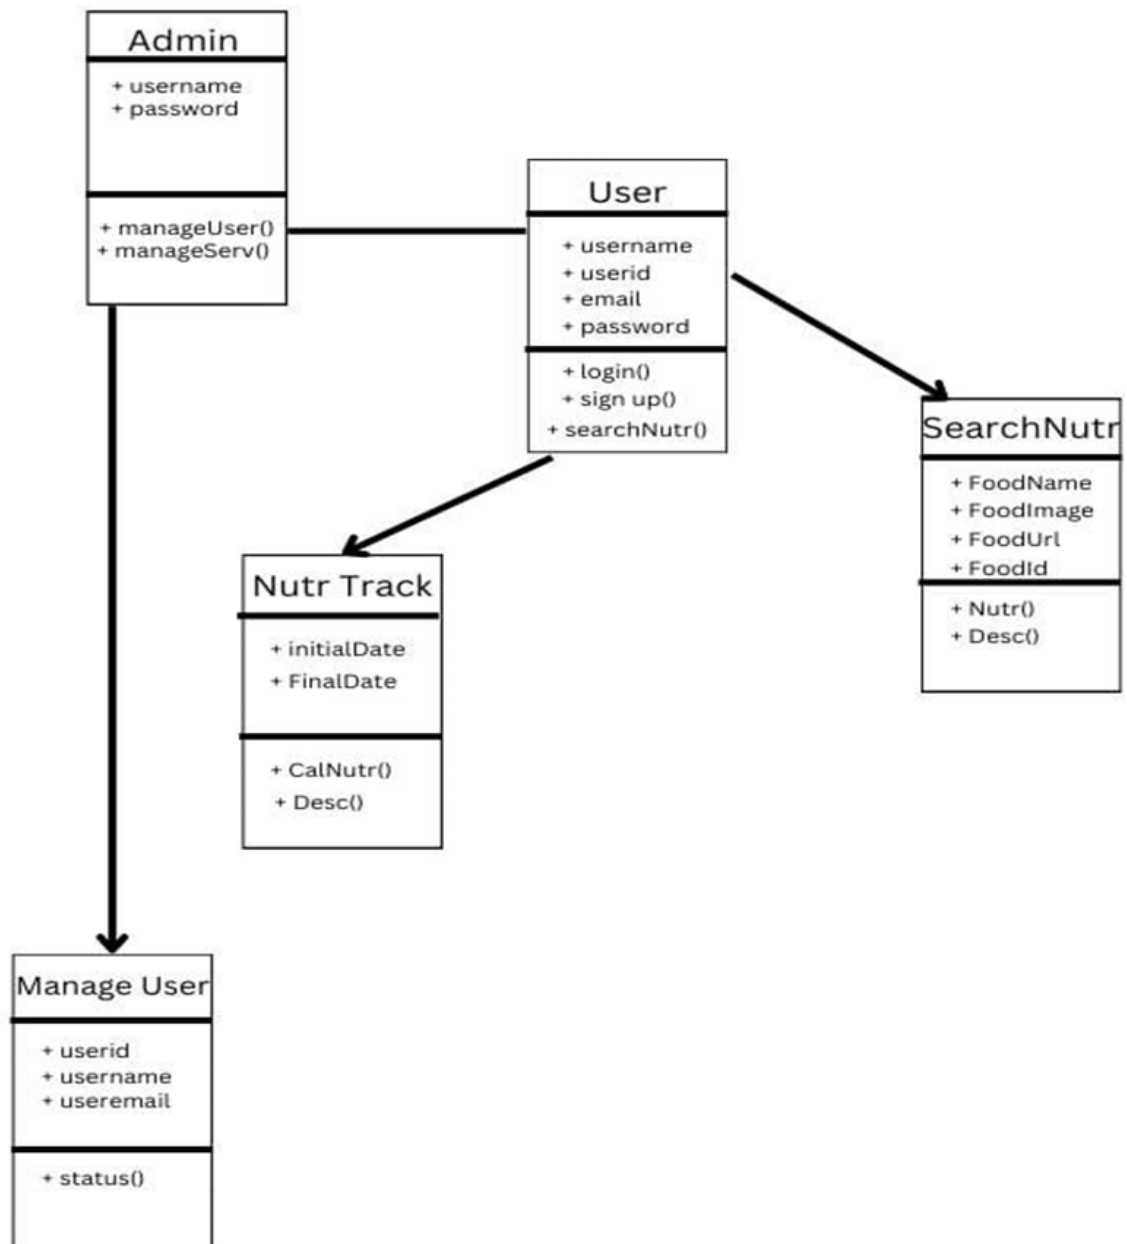 Admin
+ username
+ password
+ manageUser()
+ manageServ()
User
+ username
+ userid
+ email
+ password
+ login()
+ sign up()
+ searchNutr()
SearchNutr
+ FoodName
+ FoodImage
+ FoodUrl
+ FoodId
+ Nutr()
+ Desc()
Nutr Track
+ initialDate
+ FinalDate
+ CalNutr()
+ Desc()
Manage User
+ userid
+ username
+ useremail
+ status()